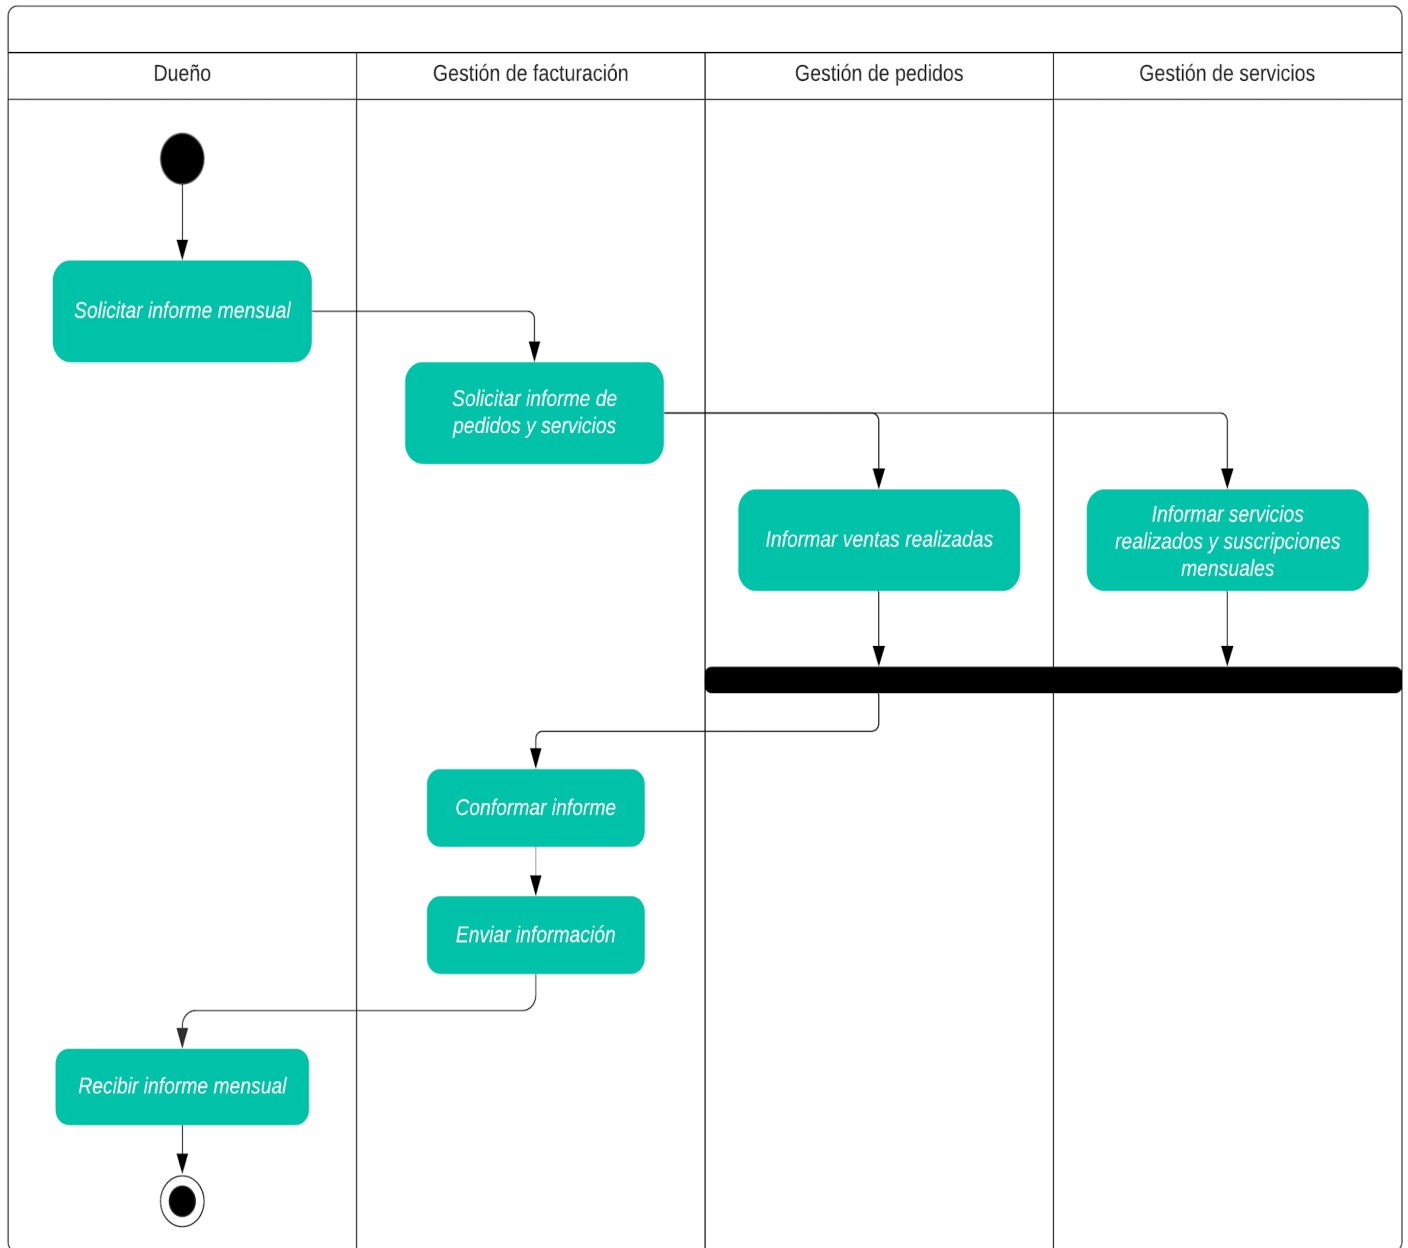 Dueño
Gestión de facturación
Gestión de pedidos
Gestión de servicios
Solicitar informe mensual
Solicitar informe de
pedidos y servicios
Informar ventas realizadas
Informar servicios
realizados y suscripciones
mensuales
Conformar informe
Enviar información
Recibir informe mensual